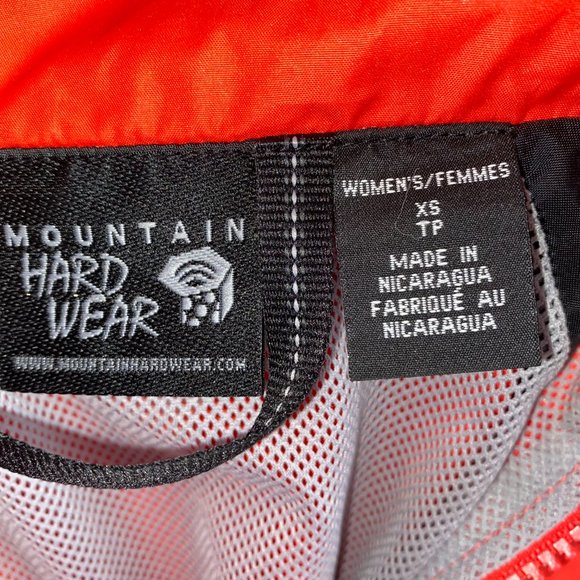 MOUNTAIN
HARD
WEAR
WWW.MOUNTAINHARDWEAR.COM
WOMEN'S/FEMMES
XS
TP
MADE IN
NICARAGUA
FABRIQUÉ AU
NICARAGUA